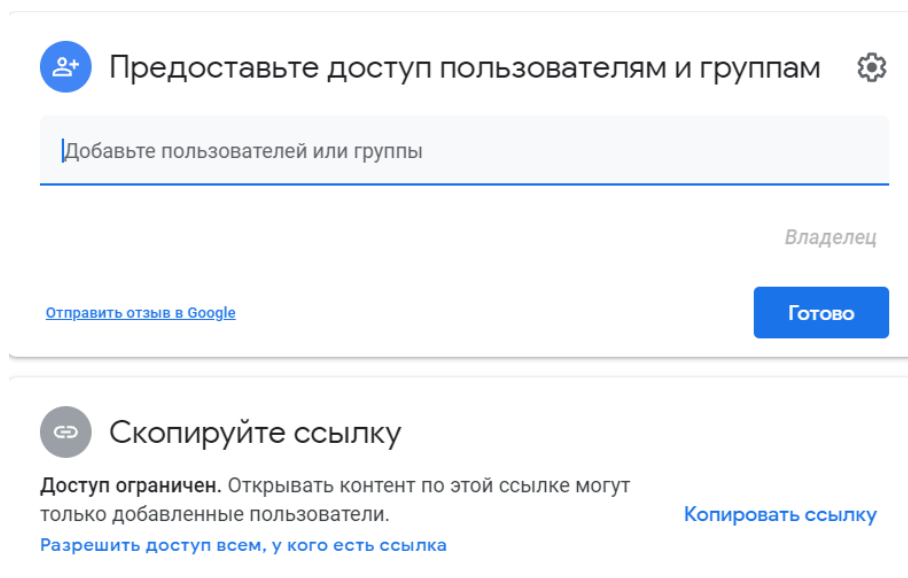 Предоставьте доступ пользователям и группам
Добавьте пользователей или группы
Владелец
Отправить отзыв в Google
Готово
Скопируйте ссылку
Доступ ограничен. Открывать контент по этой ссылке могут
только добавленные пользователи.
Копировать ссылку
Разрешить доступ всем, у кого есть ссылка